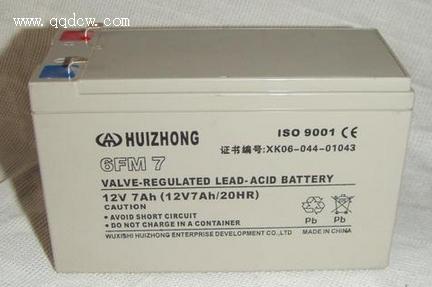 www.qqdcw.com
HUIZHONG
ISO 9001 CE
证书编号:XK06-044-01043
6FM 7
VALVE-REGULATED LEAD-ACID BATTERY
12V 7Ah (12V7Ah/20HR)
CAUTION
• AVOID SHORT CIRCUIT
• DO NOT CHARGE IN A CONTAINER
Pb Pb
WUXISHI HUIZHONG ENTERPRISE DEVELOPMENT CO.,LTD
MADE IN CHINA